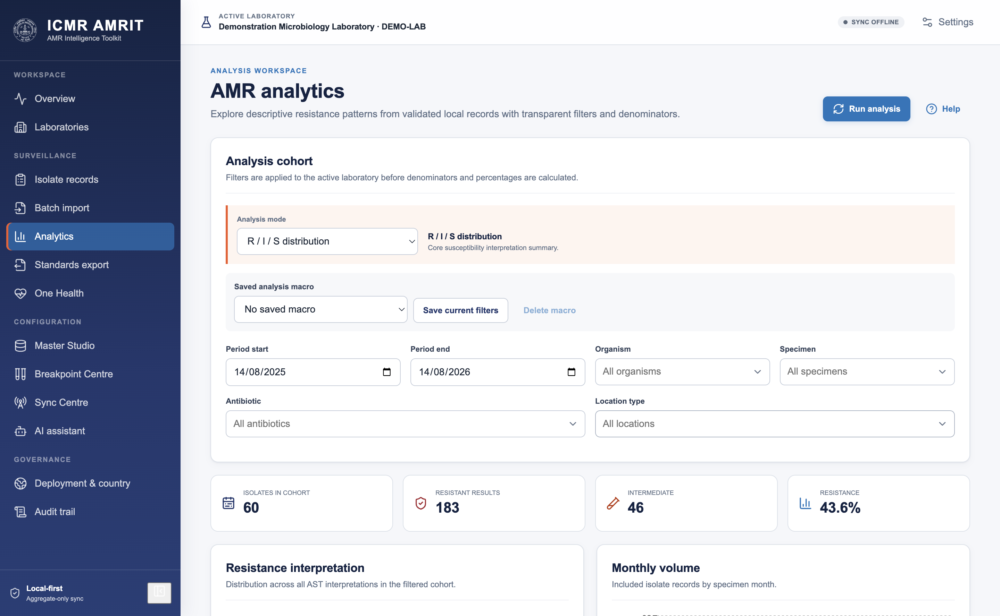 ICMR AMRIT
AMR Intelligence Toolkit
WORKSPACE
Overview
Laboratories
SURVEILLANCE
Isolate records
Batch import
Analytics
Standards export
One Health
CONFIGURATION
Master Studio
Breakpoint Centre
Sync Centre
AI assistant
GOVERNANCE
Deployment & country
Audit trail
Local-first
Aggregate-only sync
ACTIVE LABORATORY
Demonstration Microbiology Laboratory · DEMO-LAB
SYNC OFFLINE
Settings
ANALYSIS WORKSPACE
AMR analytics
Explore descriptive resistance patterns from validated local records with transparent filters and denominators.
Run analysis
Help
Analysis cohort
Filters are applied to the active laboratory before denominators and percentages are calculated.
Analysis mode
R / I / S distribution
R / I / S distribution
Core susceptibility interpretation summary.
Saved analysis macro
No saved macro
Save current filters
Delete macro
Period start
Period end
Organism
Specimen
14/08/2025
14/08/2026
All organisms
All specimens
Antibiotic
Location type
All antibiotics
All locations
ISOLATES IN COHORT
60
RESISTANT RESULTS
183
INTERMEDIATE
46
RESISTANCE
43.6%
Resistance interpretation
Distribution across all AST interpretations in the filtered cohort.
Monthly volume
Included isolate records by specimen month.